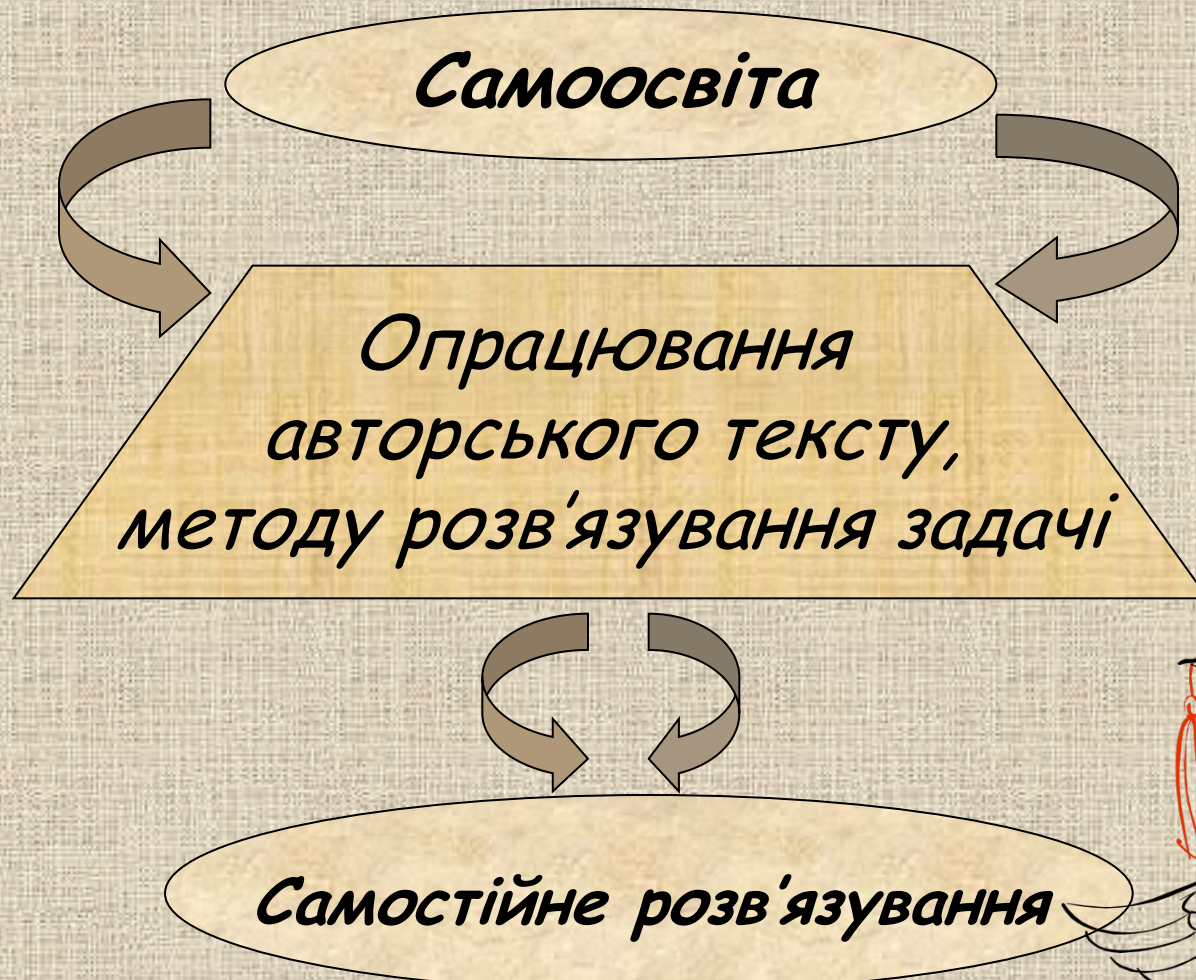 Самоосвіта
Опрацювання
авторського тексту,
методу розв’язування задачі
Самостійне розв’язування